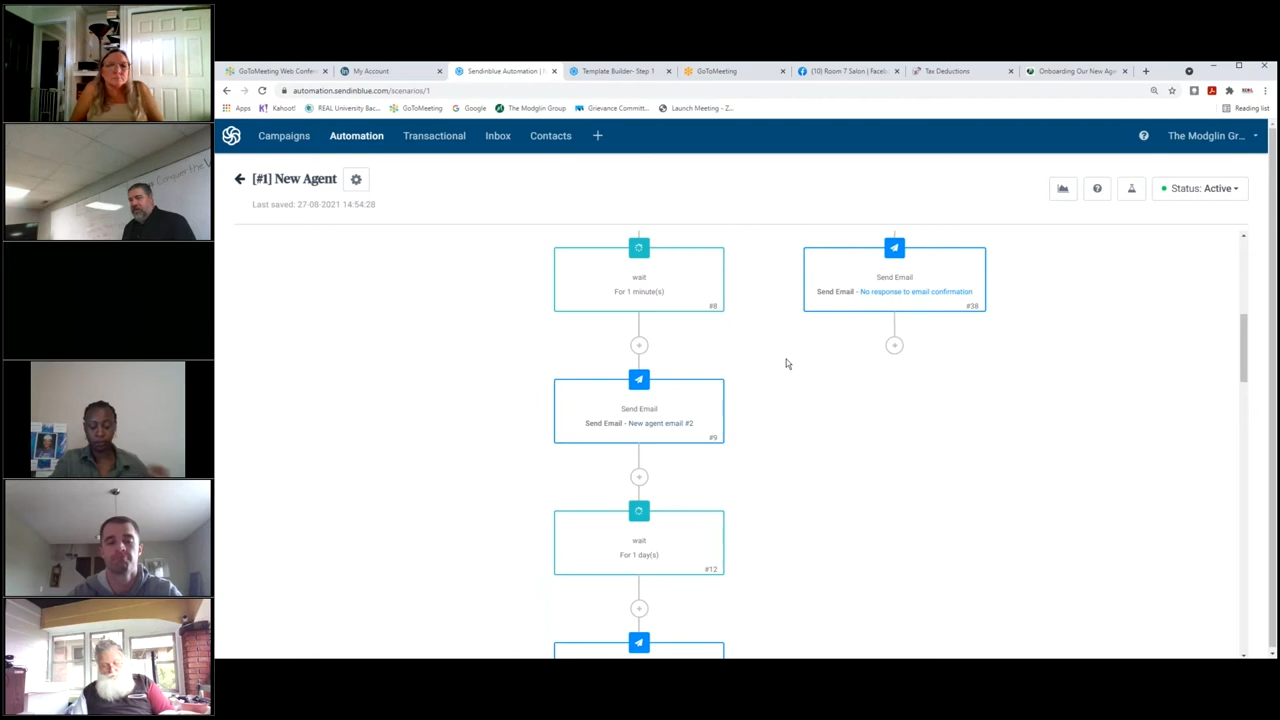 GoToMeeting Web Confer
My Account
Sendinblue Automation | F
Template Builder- Step 1
GoToMeeting
(10) Room 7 Salon | Faceb
Tax Deductions
Onboarding Our New Age
automation.sendinblue.com/scenarios/1
Apps
Kahoot!
REAL University Bac...
GoToMeeting
Google
The Modglin Group
Grievance Committ...
Launch Meeting - Z...
Reading list
Campaigns
Automation
Transactional
Inbox
Contacts
The Modglin Gr...
[#1] New Agent
Last saved: 27-08-2021 14:54:28
Status: Active
wait
For 1 minute(s)
#8
Send Email
Send Email - No response to email confirmation
#38
Send Email
Send Email - New agent email #2
#9
wait
For 1 day(s)
#12
Conquer the